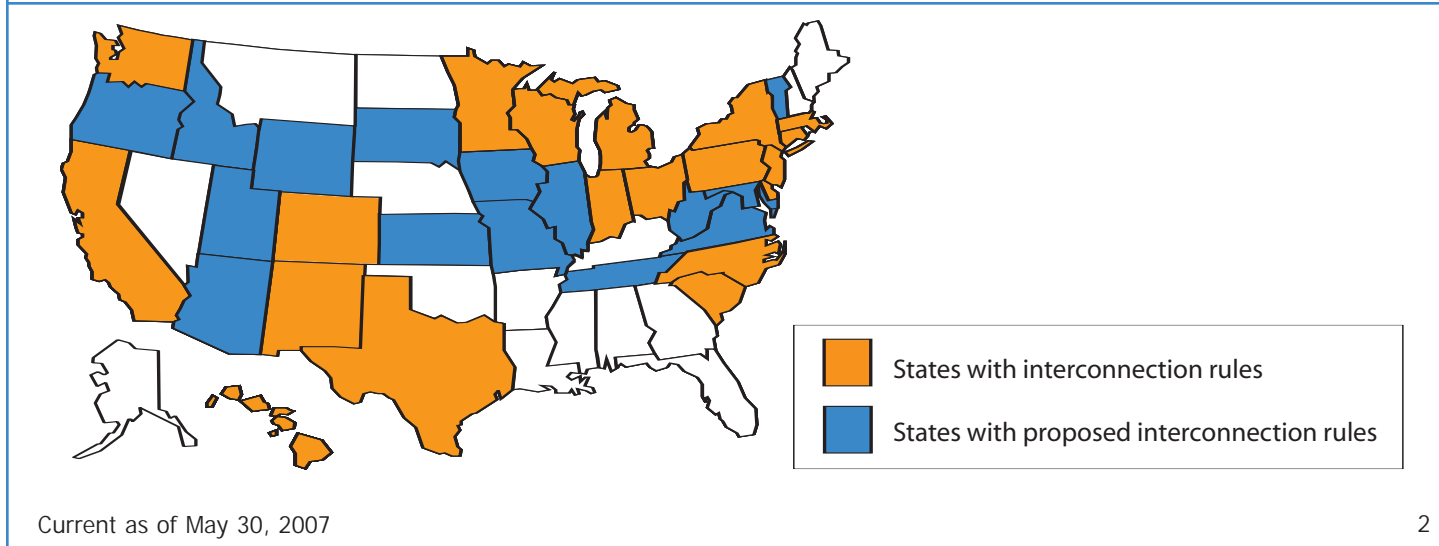 States with interconnection rules
States with proposed interconnection rules
Current as of May 30, 2007
2